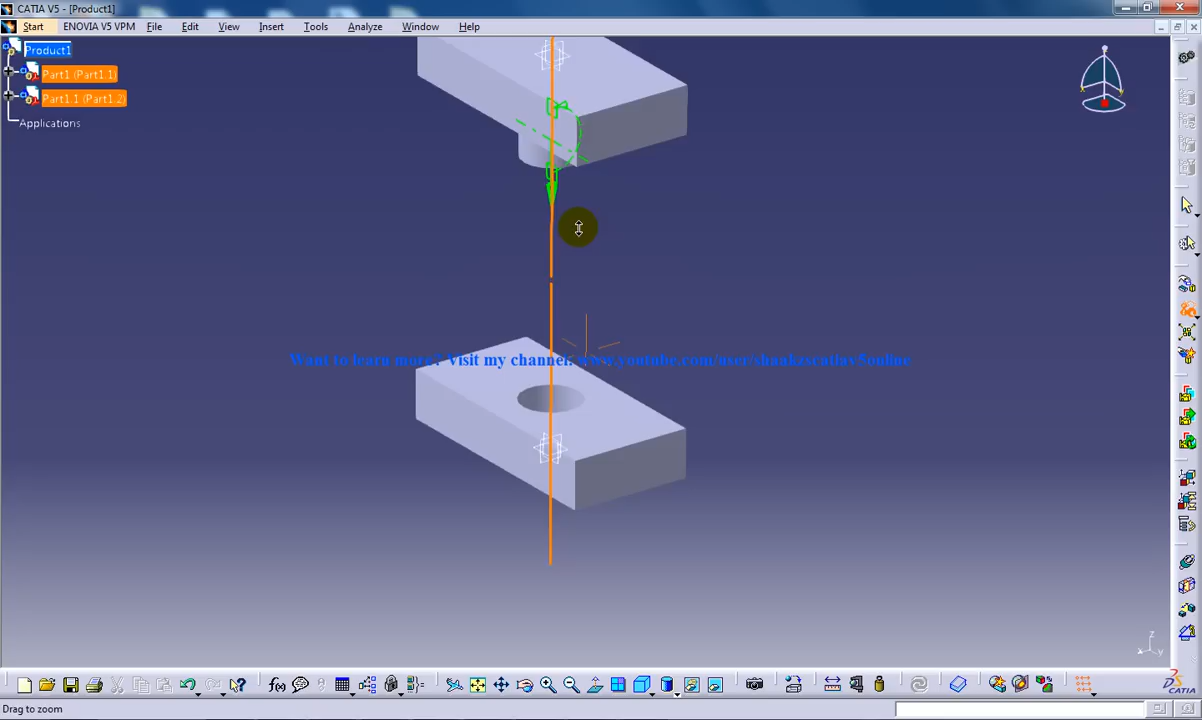 CATIA V5 - [Product1]
Start ENOVIA V5 VPM File Edit View Insert Tools Analyze Window Help
Product1
Part1 (Part1.1)
Part1.1 (Part1.2)
Applications
Want to learn more? Visit my channel: www.youtube.com/user/shaakzscatiav5online
z
y
f(x)
CATIA
Drag to zoom